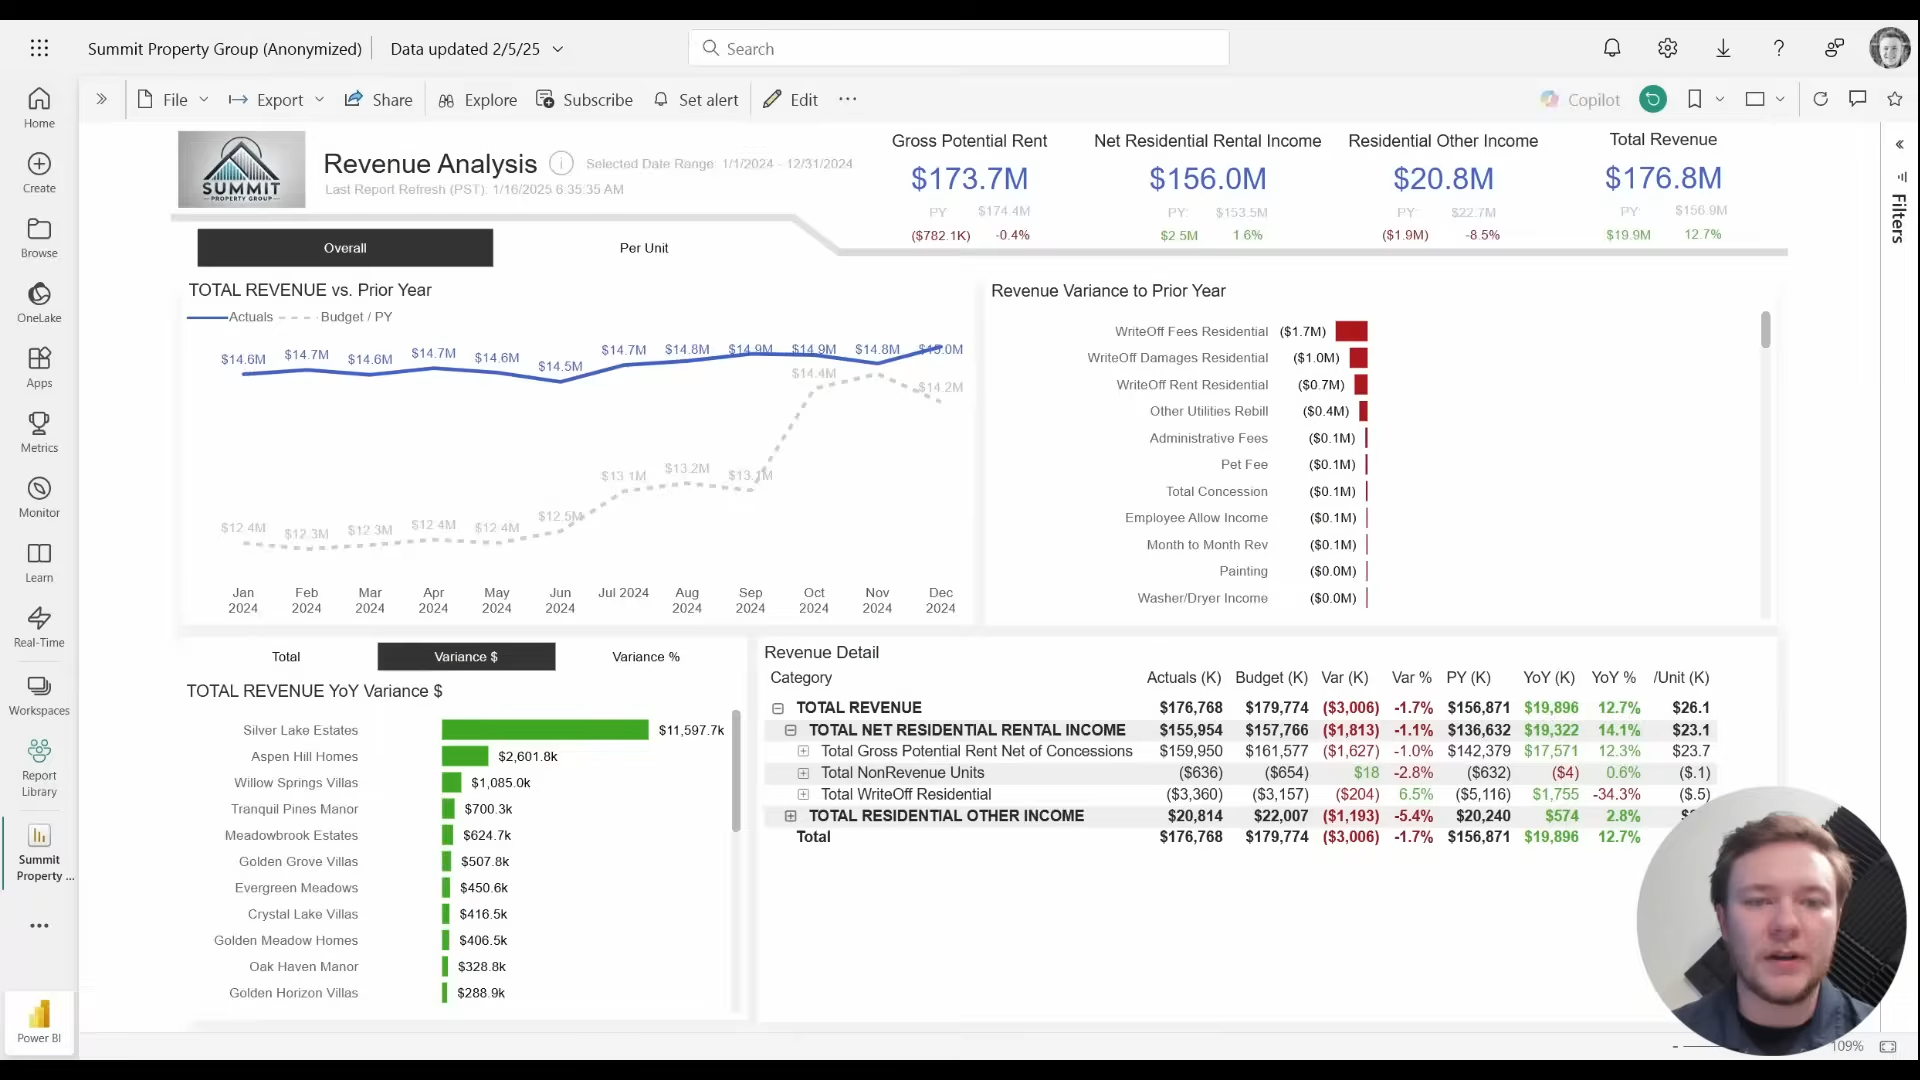 Summit Property Group (Anonymized)
Data updated 2/5/25
Search
File
Export
Share
Explore
Subscribe
Set alert
Edit
Copilot
Home
Create
Browse
OneLake
Apps
Metrics
Monitor
Learn
Real-Time
Workspaces
Report
Library
Summit
Property ...
Power BI
Filters
SUMMIT
PROPERTY GROUP
Revenue Analysis
Selected Date Range: 1/1/2024 - 12/31/2024
Last Report Refresh (PST): 1/16/2025 6:35:35 AM
Gross Potential Rent
$173.7M
PY: $174.4M
($782.1K) -0.4%
Net Residential Rental Income
$156.0M
PY: $153.5M
$2.5M 1.6%
Residential Other Income
$20.8M
PY: $22.7M
($1.9M) -8.5%
Total Revenue
$176.8M
PY: $156.9M
$19.9M 12.7%
Overall
Per Unit
TOTAL REVENUE vs. Prior Year
Actuals
Budget / PY
$14.6M $14.7M $14.6M $14.7M $14.6M $14.5M $14.7M $14.8M $14.9M $14.9M $14.8M $15.0M
$12.4M $12.3M $12.3M $12.4M $12.4M $12.5M $13.1M $13.2M $13.1M $14.4M $14.2M
Jan 2024
Feb 2024
Mar 2024
Apr 2024
May 2024
Jun 2024
Jul 2024
Aug 2024
Sep 2024
Oct 2024
Nov 2024
Dec 2024
Revenue Variance to Prior Year
WriteOff Fees Residential ($1.7M)
WriteOff Damages Residential ($1.0M)
WriteOff Rent Residential ($0.7M)
Other Utilities Rebill ($0.4M)
Administrative Fees ($0.1M)
Pet Fee ($0.1M)
Total Concession ($0.1M)
Employee Allow Income ($0.1M)
Month to Month Rev ($0.1M)
Painting ($0.0M)
Washer/Dryer Income ($0.0M)
Total
Variance $
Variance %
TOTAL REVENUE YoY Variance $
Silver Lake Estates $11,597.7k
Aspen Hill Homes $2,601.8k
Willow Springs Villas $1,085.0k
Tranquil Pines Manor $700.3k
Meadowbrook Estates $624.7k
Golden Grove Villas $507.8k
Evergreen Meadows $450.6k
Crystal Lake Villas $416.5k
Golden Meadow Homes $406.5k
Oak Haven Manor $328.8k
Golden Horizon Villas $288.9k
Revenue Detail
Category Actuals (K) Budget (K) Var (K) Var % PY (K) YoY (K) YoY % /Unit (K)
TOTAL REVENUE $176,768 $179,774 ($3,006) -1.7% $156,871 $19,896 12.7% $26.1
TOTAL NET RESIDENTIAL RENTAL INCOME $155,954 $157,766 ($1,813) -1.1% $136,632 $19,322 14.1% $23.1
Total Gross Potential Rent Net of Concessions $159,950 $161,577 ($1,627) -1.0% $142,379 $17,571 12.3% $23.7
Total NonRevenue Units ($636) ($654) $18 -2.8% ($632) ($4) 0.6% ($.1)
Total WriteOff Residential ($3,360) ($3,157) ($204) 6.5% ($5,116) $1,755 -34.3% ($.5)
TOTAL RESIDENTIAL OTHER INCOME $20,814 $22,007 ($1,193) -5.4% $20,240 $574 2.8%
Total $176,768 $179,774 ($3,006) -1.7% $156,871 $19,896 12.7%
109%